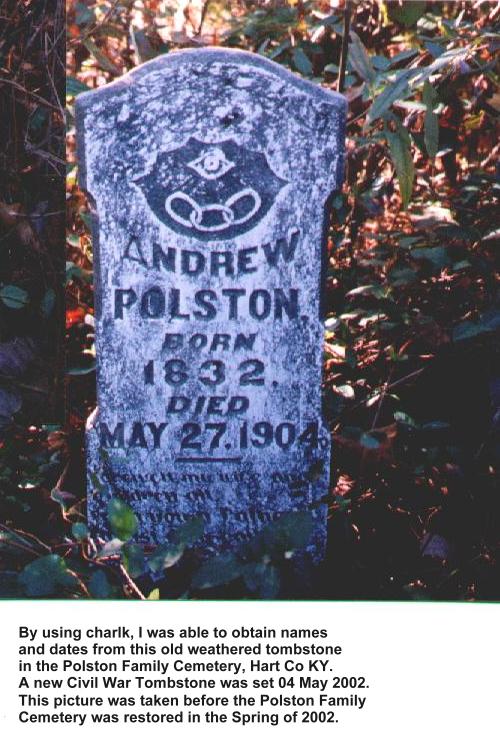 ANDREW
POLSTON.
BORN
1832.
DIED
MAY 27. 1904.
By using charlk, I was able to obtain names
and dates from this old weathered tombstone
in the Polston Family Cemetery, Hart Co KY.
A new Civil War Tombstone was set 04 May 2002.
This picture was taken before the Polston Family
Cemetery was restored in the Spring of 2002.